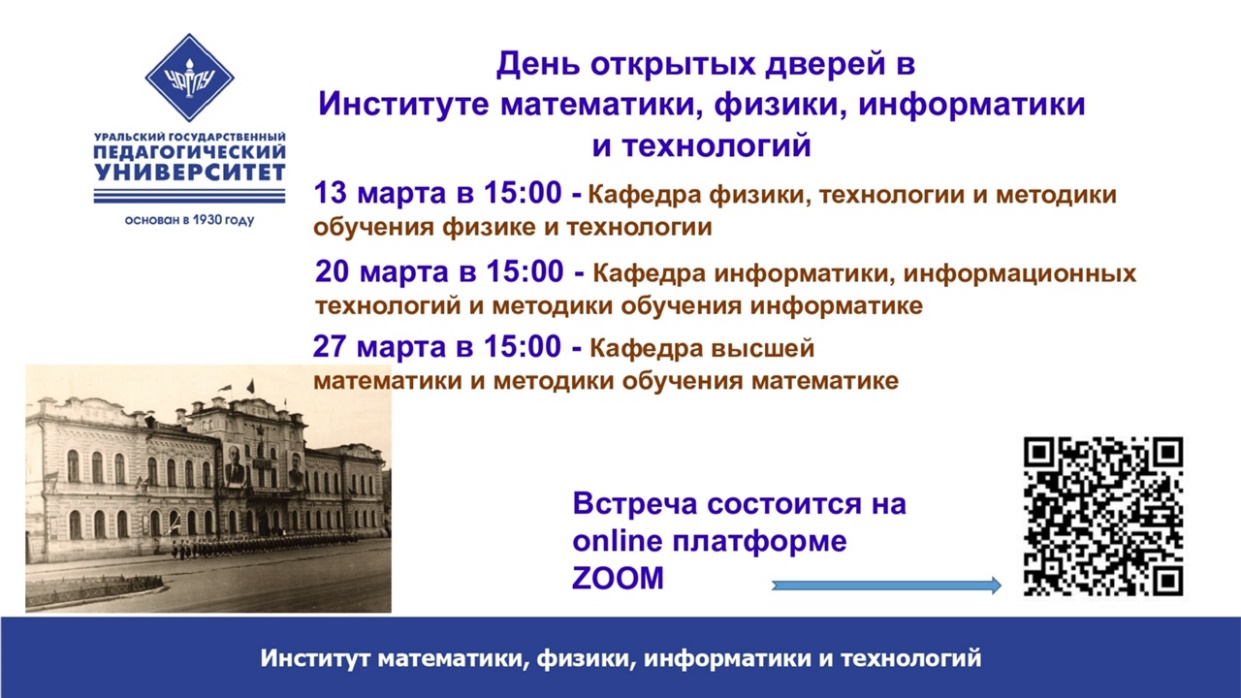 УРГПУ
УРАЛЬСКИЙ ГОСУДАРСТВЕННЫЙ
ПЕДАГОГИЧЕСКИЙ
УНИВЕРСИТЕТ
основан в 1930 году
День открытых дверей в
Институте математики, физики, информатики
и технологий
13 марта в 15:00 - Кафедра физики, технологии и методики
обучения физике и технологии
20 марта в 15:00 - Кафедра информатики, информационных
технологий и методики обучения информатике
27 марта в 15:00 - Кафедра высшей
математики и методики обучения математике
Встреча состоится на
online платформе
ZOOM
Институт математики, физики, информатики и технологий